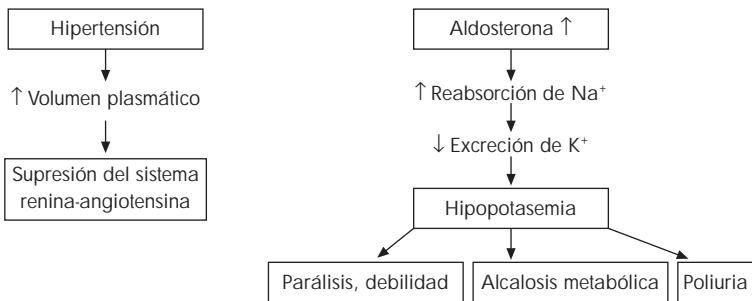 Hipertensión
↑ Volumen plasmático
Supresión del sistema
renina-angiotensina
Aldosterona ↑
↑ Reabsorción de Na⁺
↓ Excreción de K⁺
Hipopotasemia
Parálisis, debilidad
Alcalosis metabólica
Poliuria